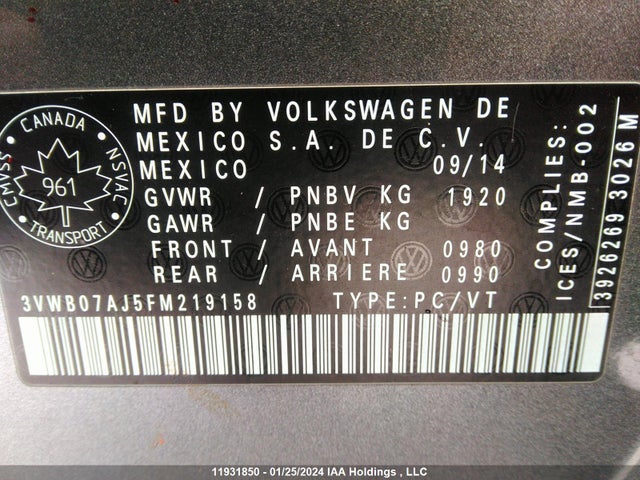 CANADA
CMVSS
NSVAC
961
TRANSPORT
MFD BY VOLKSWAGEN DE
MEXICO S.A. DE C.V.
MEXICO 09/14
GVWR / PNBV KG 1920
GAWR / PNBE KG
FRONT / AVANT 0980
REAR / ARRIERE 0990
3VWB07AJ5FM219158 TYPE:PC/VT
COMPLIES:
ICES/NMB-002
13926269 3026 M
11931850 - 01/25/2024 IAA Holdings , LLC